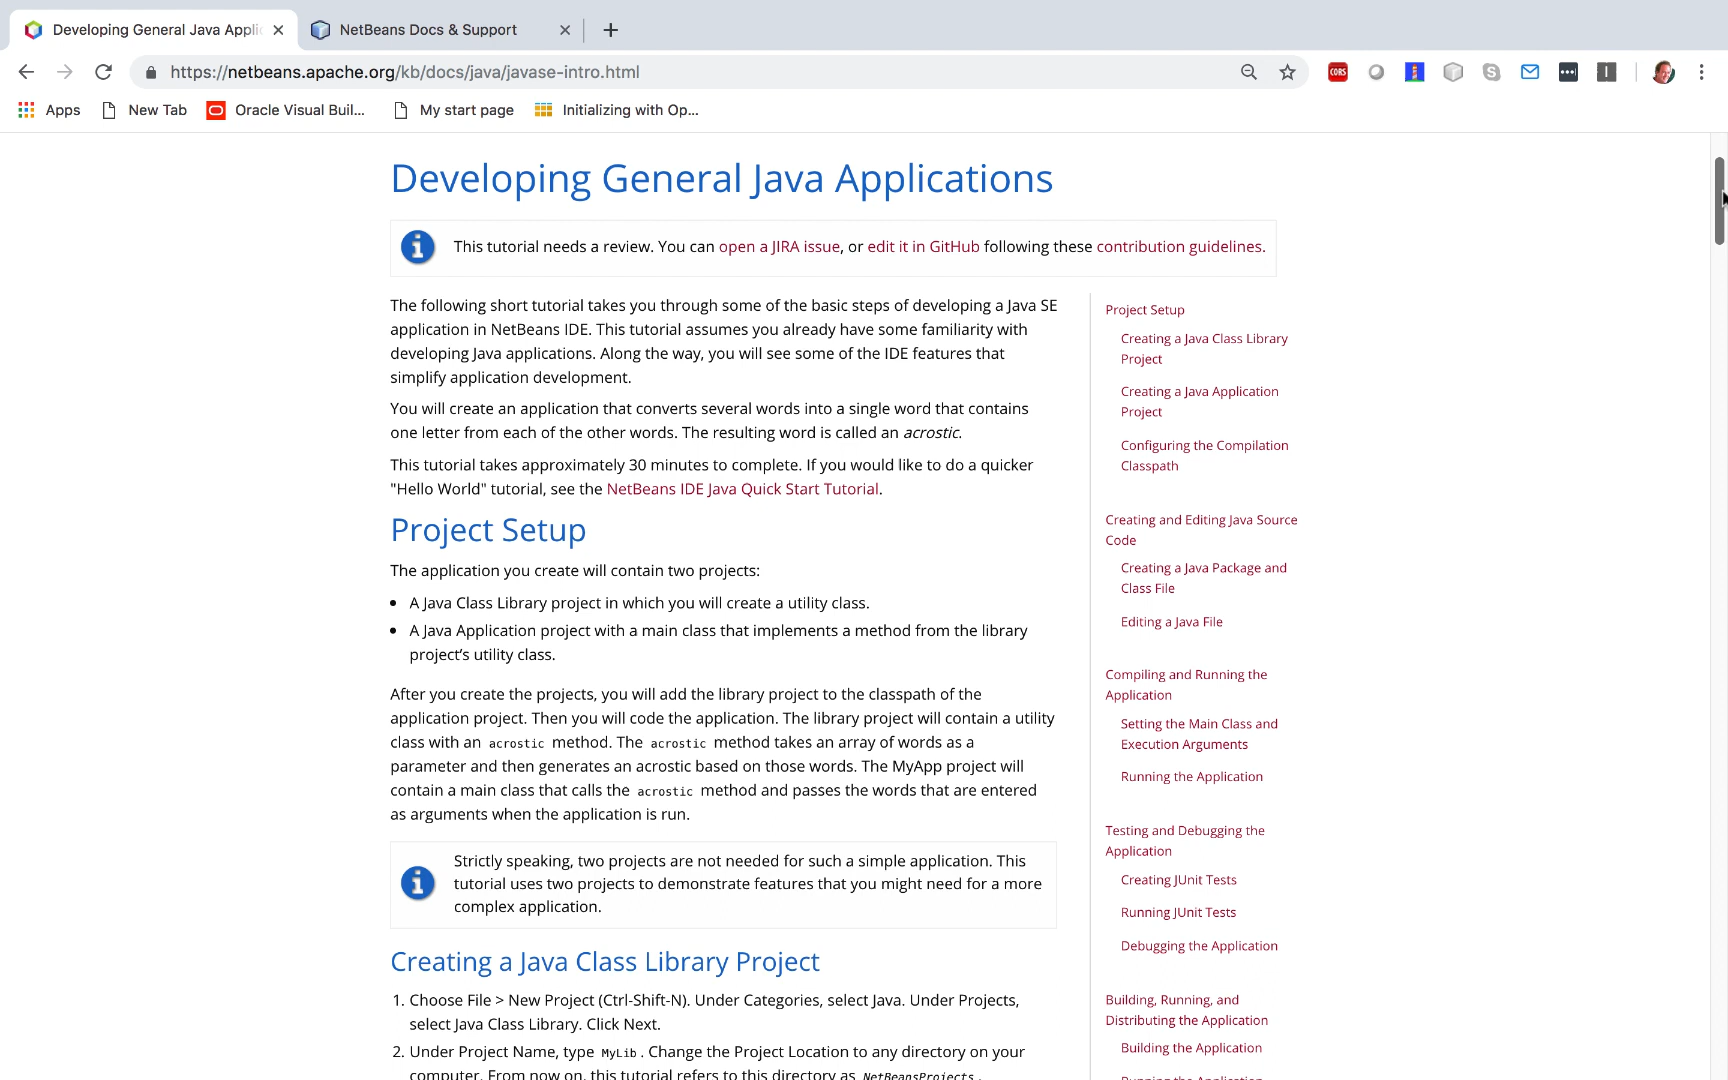 Developing General Java Applic
NetBeans Docs & Support
https://netbeans.apache.org/kb/docs/java/javase-intro.html
CORS
Apps
New Tab
Oracle Visual Buil...
My start page
Initializing with Op...
Developing General Java Applications
This tutorial needs a review. You can open a JIRA issue, or edit it in GitHub following these contribution guidelines.
The following short tutorial takes you through some of the basic steps of developing a Java SE
application in NetBeans IDE. This tutorial assumes you already have some familiarity with
developing Java applications. Along the way, you will see some of the IDE features that
simplify application development.
You will create an application that converts several words into a single word that contains
one letter from each of the other words. The resulting word is called an acrostic.
This tutorial takes approximately 30 minutes to complete. If you would like to do a quicker
"Hello World" tutorial, see the NetBeans IDE Java Quick Start Tutorial.
Project Setup
The application you create will contain two projects:
• A Java Class Library project in which you will create a utility class.
• A Java Application project with a main class that implements a method from the library
project’s utility class.
After you create the projects, you will add the library project to the classpath of the
application project. Then you will code the application. The library project will contain a utility
class with an acrostic method. The acrostic method takes an array of words as a
parameter and then generates an acrostic based on those words. The MyApp project will
contain a main class that calls the acrostic method and passes the words that are entered
as arguments when the application is run.
Strictly speaking, two projects are not needed for such a simple application. This
tutorial uses two projects to demonstrate features that you might need for a more
complex application.
Creating a Java Class Library Project
1. Choose File > New Project (Ctrl-Shift-N). Under Categories, select Java. Under Projects,
select Java Class Library. Click Next.
2. Under Project Name, type MyLib. Change the Project Location to any directory on your
computer. From now on, this tutorial refers to this directory as NetBeansProjects.
Project Setup
Creating a Java Class Library
Project
Creating a Java Application
Project
Configuring the Compilation
Classpath
Creating and Editing Java Source
Code
Creating a Java Package and
Class File
Editing a Java File
Compiling and Running the
Application
Setting the Main Class and
Execution Arguments
Running the Application
Testing and Debugging the
Application
Creating JUnit Tests
Running JUnit Tests
Debugging the Application
Building, Running, and
Distributing the Application
Building the Application
Running the Application